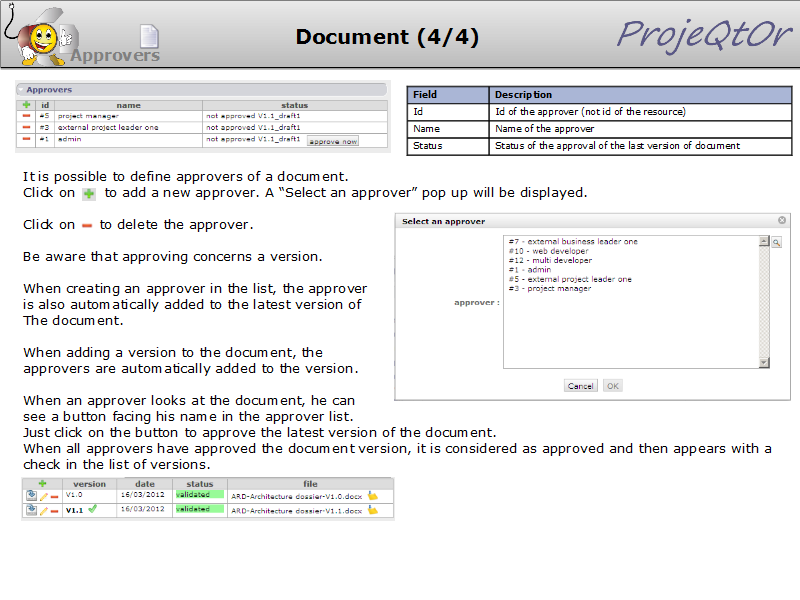 Approvers
Document (4/4)
ProjeQtOr
Approvers
id name status
#5 project manager not approved V1.1_draft1
#3 external project leader one not approved V1.1_draft1
#1 admin not approved V1.1_draft1 approve now
Field Description
Id Id of the approver (not id of the resource)
Name Name of the approver
Status Status of the approval of the last version of document
It is possible to define approvers of a document.
Click on to add a new approver. A “Select an approver” pop up will be displayed.
Click on to delete the approver.
Be aware that approving concerns a version.
When creating an approver in the list, the approver
is also automatically added to the latest version of
The document.
When adding a version to the document, the
approvers are automatically added to the version.
When an approver looks at the document, he can
see a button facing his name in the approver list.
Just click on the button to approve the latest version of the document.
When all approvers have approved the document version, it is considered as approved and then appears with a
check in the list of versions.
Select an approver
#7 - external business leader one
#10 - web developer
#12 - multi developer
#1 - admin
#5 - external project leader one
#3 - project manager
approver :
Cancel OK
version date status file
V1.0 16/03/2012 validated ARD-Architecture dossier-V1.0.docx
V1.1 16/03/2012 validated ARD-Architecture dossier-V1.1.docx